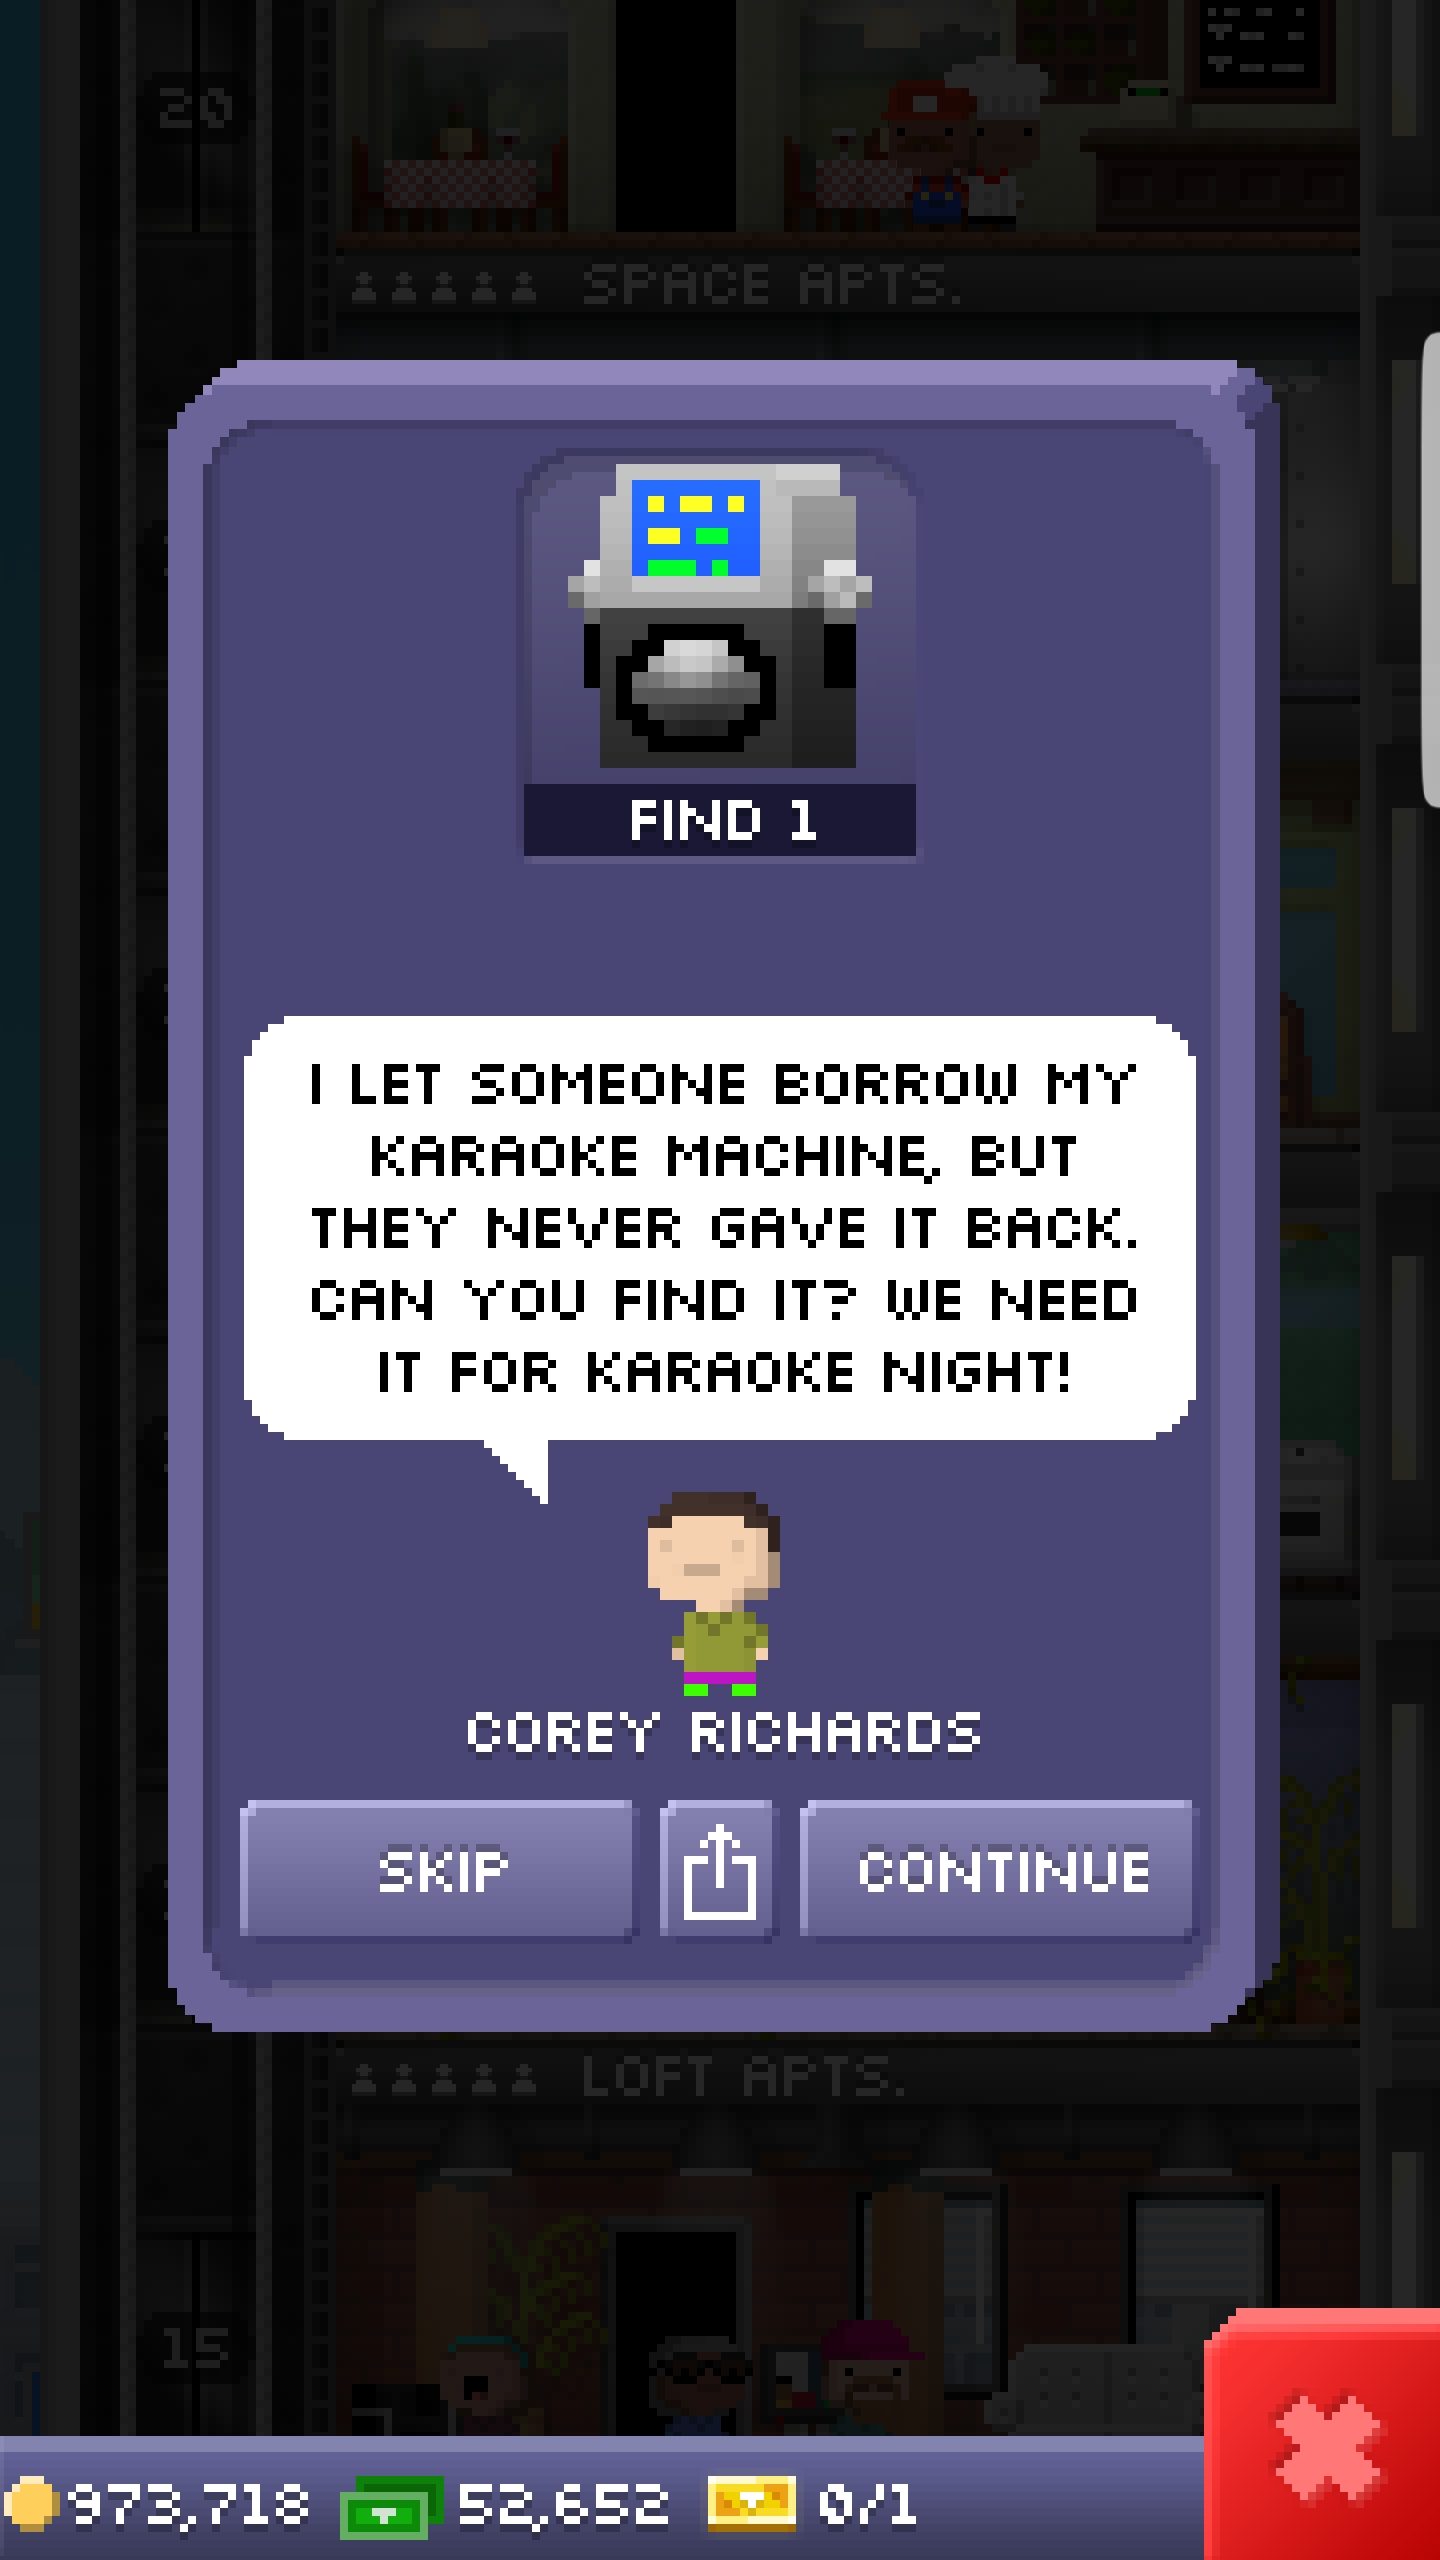 20
SPACE APTS.
FIND 1
I LET SOMEONE BORROW MY
KARAOKE MACHINE, BUT
THEY NEVER GAVE IT BACK.
CAN YOU FIND IT? WE NEED
IT FOR KARAOKE NIGHT!
COREY RICHARDS
SKIP
CONTINUE
LOFT APTS.
15
973,718 52,652 0/1